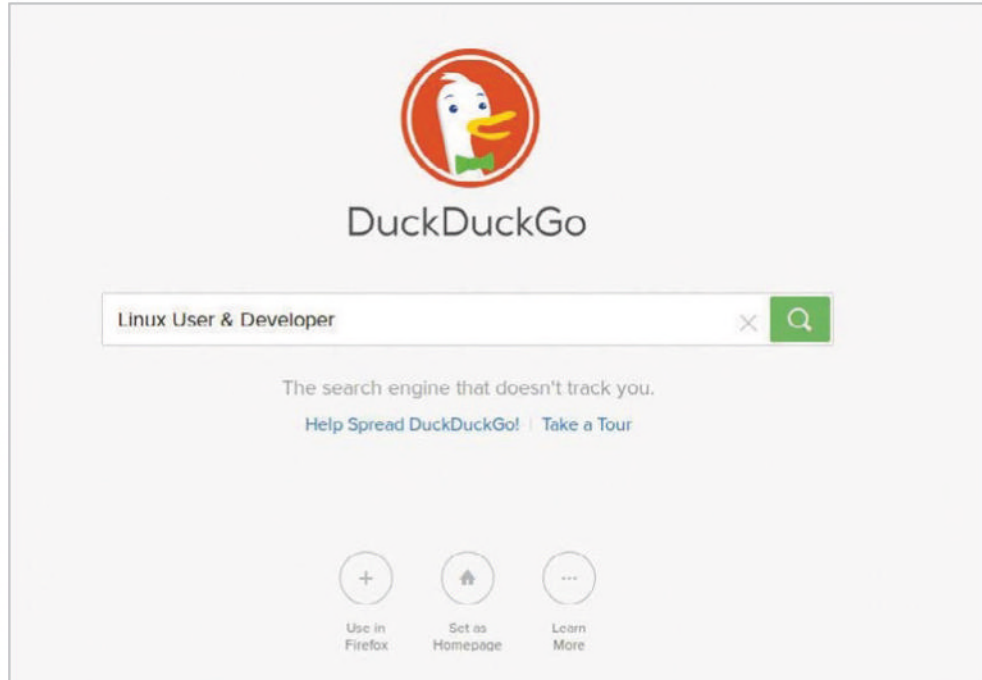 DuckDuckGo
Linux User & Developer
The search engine that doesn't track you.
Help Spread DuckDuckGo! | Take a Tour
Use in
Firefox
Set as
Homepage
Learn
More